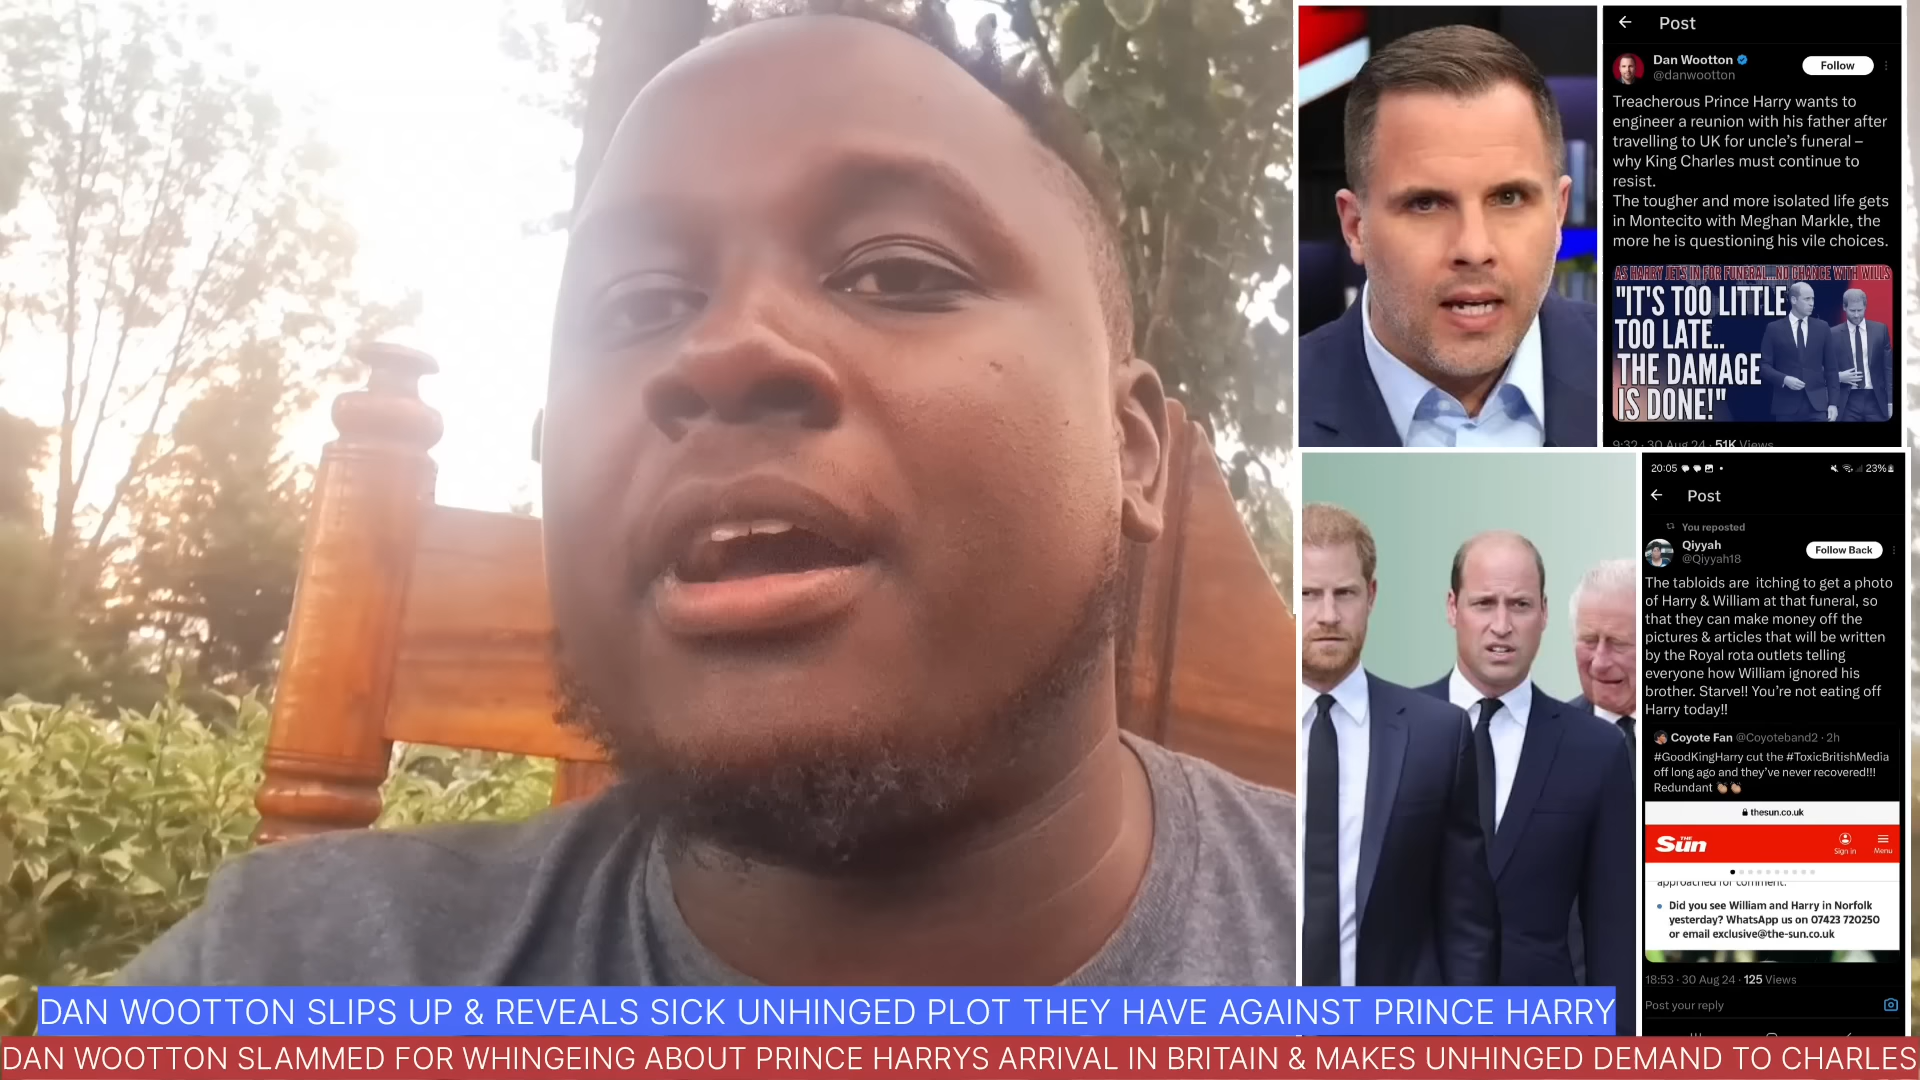 Post
Dan Wootton
@danwootton
Follow
Treacherous Prince Harry wants to
engineer a reunion with his father after
travelling to UK for uncle's funeral –
why King Charles must continue to
resist.
The tougher and more isolated life gets
in Montecito with Meghan Markle, the
more he is questioning his vile choices.
AS HARRY JETS IN FOR FUNERAL...NO CHANCE WITH WILLS
"IT'S TOO LITTLE
TOO LATE..
THE DAMAGE
IS DONE!"
9:32 · 30 Aug 24 · 51K Views
20:05
23%
Post
You reposted
Qiyyah
@Qiyyah18
Follow Back
The tabloids are itching to get a photo
of Harry & William at that funeral, so
that they can make money off the
pictures & articles that will be written
by the Royal rota outlets telling
everyone how William ignored his
brother. Starve!! You're not eating off
Harry today!!
Coyote Fan @Coyoteband2 · 2h
#GoodKingHarry cut the #ToxicBritishMedia
off long ago and they've never recovered!!!
Redundant 👏🏽👏🏽
thesun.co.uk
THE Sun
Sign in
Menu
approached for comment.
• Did you see William and Harry in Norfolk
yesterday? WhatsApp us on 07423 720250
or email exclusive@the-sun.co.uk
18:53 · 30 Aug 24 · 125 Views
Post your reply
DAN WOOTTON SLIPS UP & REVEALS SICK UNHINGED PLOT THEY HAVE AGAINST PRINCE HARRY
DAN WOOTTON SLAMMED FOR WHINGEING ABOUT PRINCE HARRYS ARRIVAL IN BRITAIN & MAKES UNHINGED DEMAND TO CHARLES